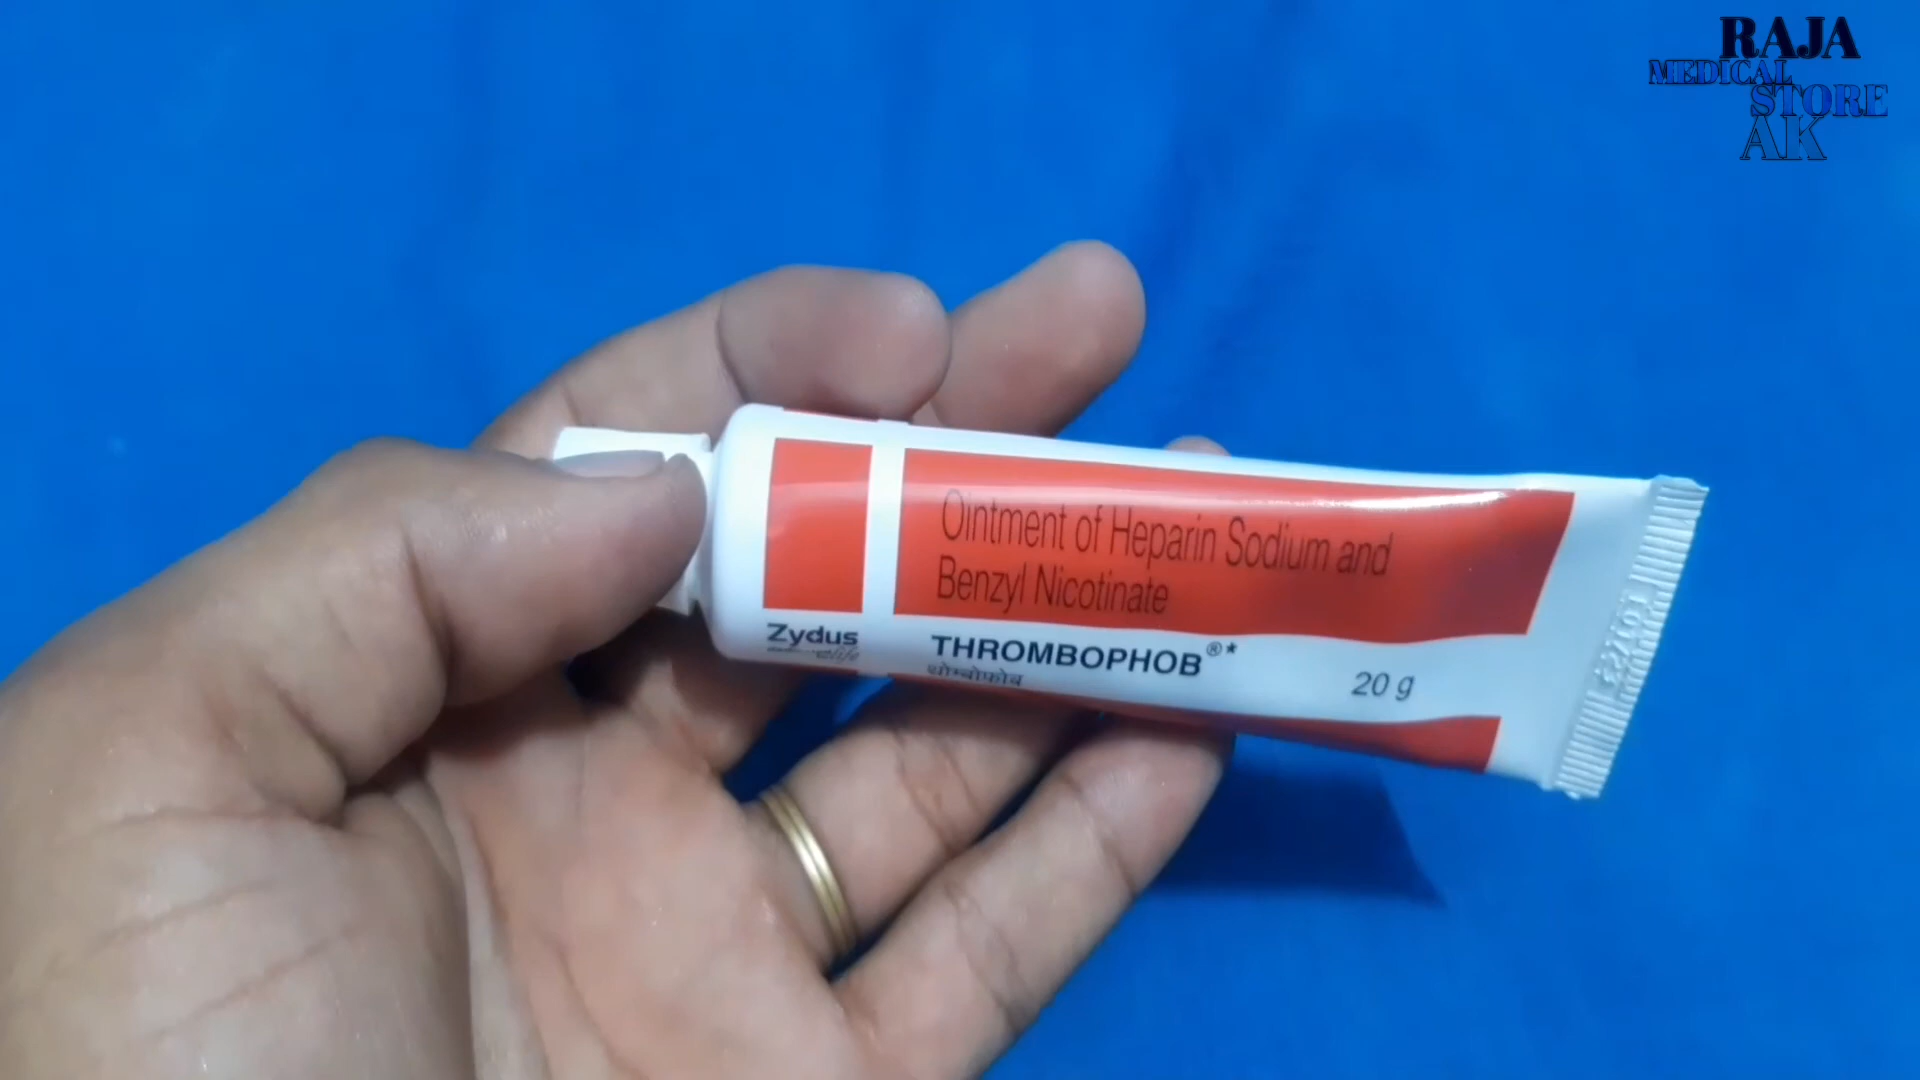 RAJA
MEDICAL
STORE
AK
Ointment of Heparin Sodium and
Benzyl Nicotinate
Zydus
THROMBOPHOB®*
थ्रोम्बोफोब
20 g